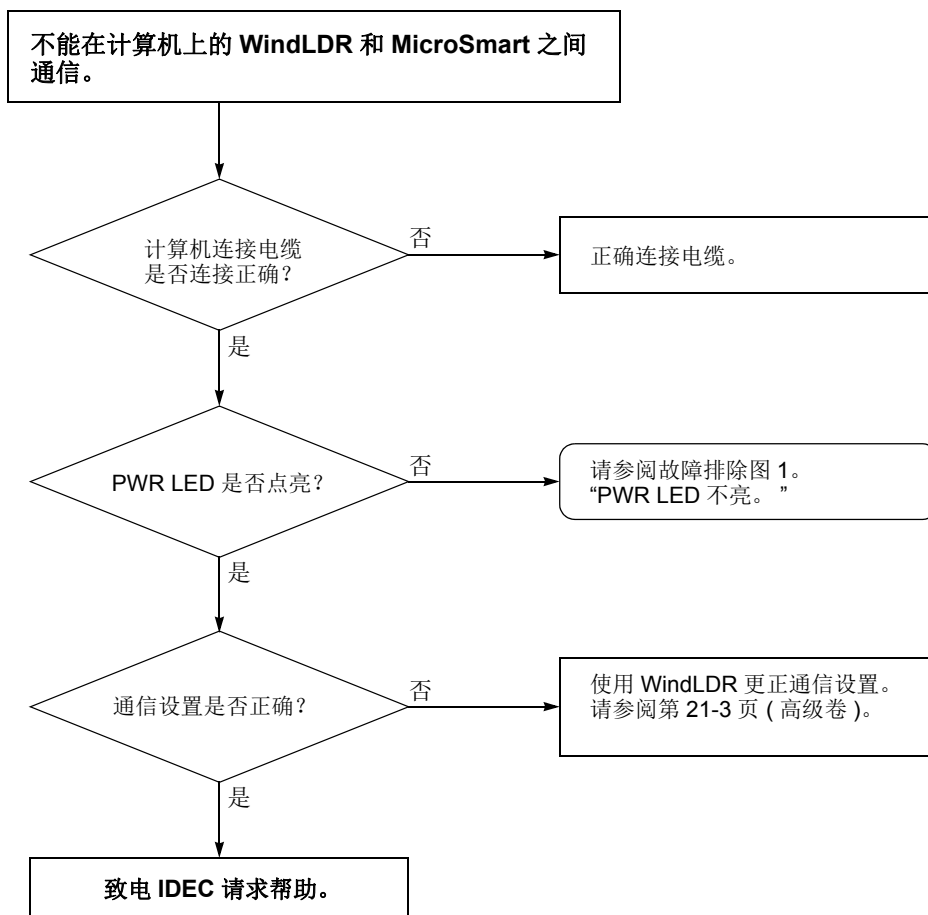 不能在计算机上的 WindLDR 和 MicroSmart 之间
通信。
计算机连接电缆
是否连接正确？
否
正确连接电缆。
是
PWR LED 是否点亮？
否
请参阅故障排除图 1。
“PWR LED 不亮。 ”
是
通信设置是否正确？
否
使用 WindLDR 更正通信设置。
请参阅第 21-3 页 ( 高级卷 )。
是
致电 IDEC 请求帮助。